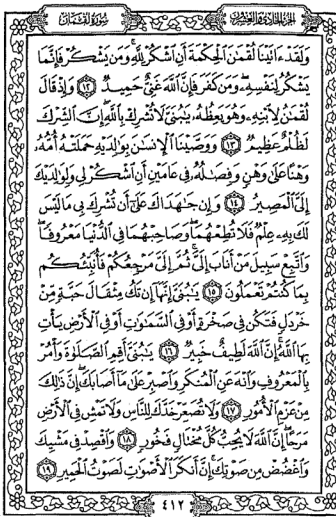 الجزء الحادي والعشرون سورة لقمان
وَلَقَدْ ءَاتَيْنَا لُقْمَٰنَ ٱلْحِكْمَةَ أَنِ ٱشْكُرْ لِلَّهِ ۚ وَمَن يَشْكُرْ فَإِنَّمَا
يَشْكُرُ لِنَفْسِهِۦ ۖ وَمَن كَفَرَ فَإِنَّ ٱللَّهَ غَنِىٌّ حَمِيدٌ ١٢ وَإِذْ قَالَ
لُقْمَٰنُ لِٱبْنِهِۦ وَهُوَ يَعِظُهُۥ يَٰبُنَىَّ لَا تُشْرِكْ بِٱللَّهِ ۖ إِنَّ ٱلشِّرْكَ
لَظُلْمٌ عَظِيمٌ ١٣ وَوَصَّيْنَا ٱلْإِنسَٰنَ بِوَٰلِدَيْهِ حَمَلَتْهُ أُمُّهُۥ
وَهْنًا عَلَىٰ وَهْنٍ وَفِصَٰلُهُۥ فِى عَامَيْنِ أَنِ ٱشْكُرْ لِى وَلِوَٰلِدَيْكَ
إِلَىَّ ٱلْمَصِيرُ ١٤ وَإِن جَٰهَدَاكَ عَلَىٰٓ أَن تُشْرِكَ بِى مَا لَيْسَ
لَكَ بِهِۦ عِلْمٌ فَلَا تُطِعْهُمَا ۖ وَصَاحِبْهُمَا فِى ٱلدُّنْيَا مَعْرُوفًا ۖ
وَٱتَّبِعْ سَبِيلَ مَنْ أَنَابَ إِلَىَّ ۚ ثُمَّ إِلَىَّ مَرْجِعُكُمْ فَأُنَبِّئُكُم
بِمَا كُنتُمْ تَعْمَلُونَ ١٥ يَٰبُنَىَّ إِنَّهَآ إِن تَكُ مِثْقَالَ حَبَّةٍ مِّنْ
خَرْدَلٍ فَتَكُن فِى صَخْرَةٍ أَوْ فِى ٱلسَّمَٰوَٰتِ أَوْ فِى ٱلْأَرْضِ يَأْتِ
بِهَا ٱللَّهُ ۚ إِنَّ ٱللَّهَ لَطِيفٌ خَبِيرٌ ١٦ يَٰبُنَىَّ أَقِمِ ٱلصَّلَوٰةَ وَأْمُرْ
بِٱلْمَعْرُوفِ وَٱنْهَ عَنِ ٱلْمُنكَرِ وَٱصْبِرْ عَلَىٰ مَآ أَصَابَكَ ۖ إِنَّ ذَٰلِكَ
مِنْ عَزْمِ ٱلْأُمُورِ ١٧ وَلَا تُصَعِّرْ خَدَّكَ لِلنَّاسِ وَلَا تَمْشِ فِى ٱلْأَرْضِ
مَرَحًا ۖ إِنَّ ٱللَّهَ لَا يُحِبُّ كُلَّ مُخْتَالٍ فَخُورٍ ١٨ وَٱقْصِدْ فِى مَشْيِكَ
وَٱغْضُضْ مِن صَوْتِكَ ۚ إِنَّ أَنكَرَ ٱلْأَصْوَٰتِ لَصَوْتُ ٱلْحَمِيرِ ١٩
٤١٢